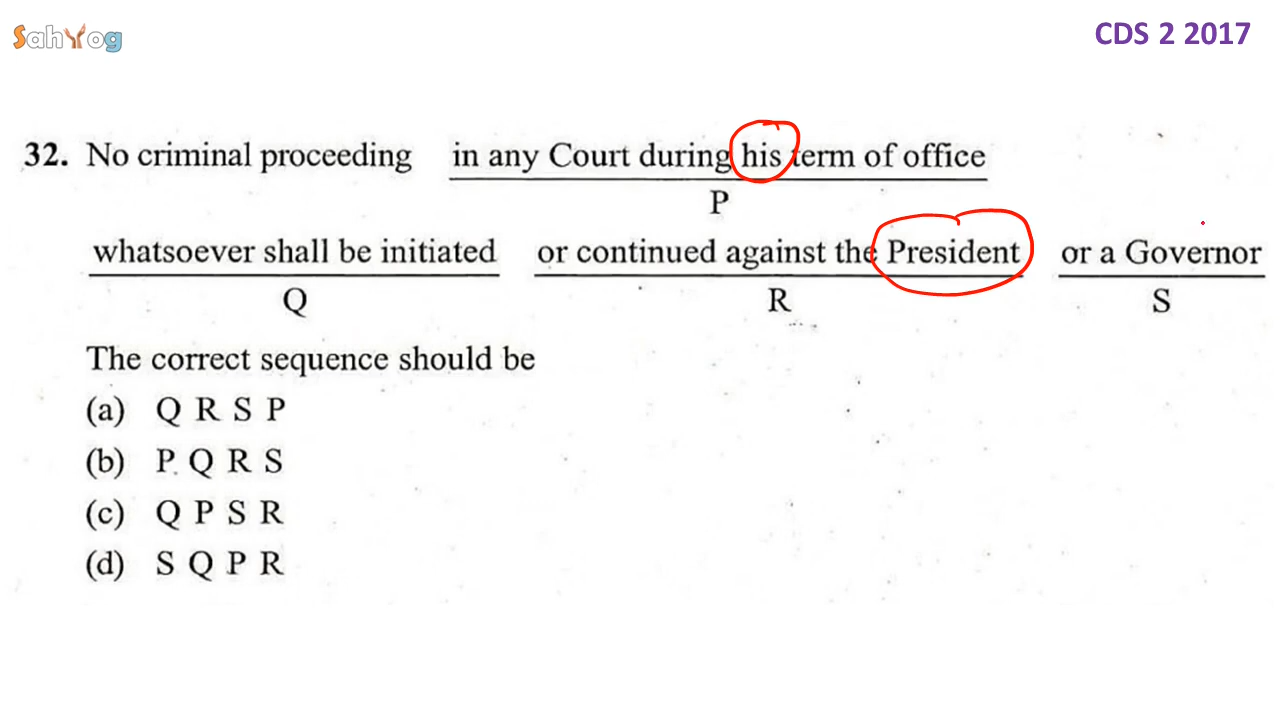 SahYog
CDS 2 2017
32. No criminal proceeding in any Court during his term of office
P
whatsoever shall be initiated or continued against the President or a Governor
Q R S
The correct sequence should be
(a) Q R S P
(b) P Q R S
(c) Q P S R
(d) S Q P R